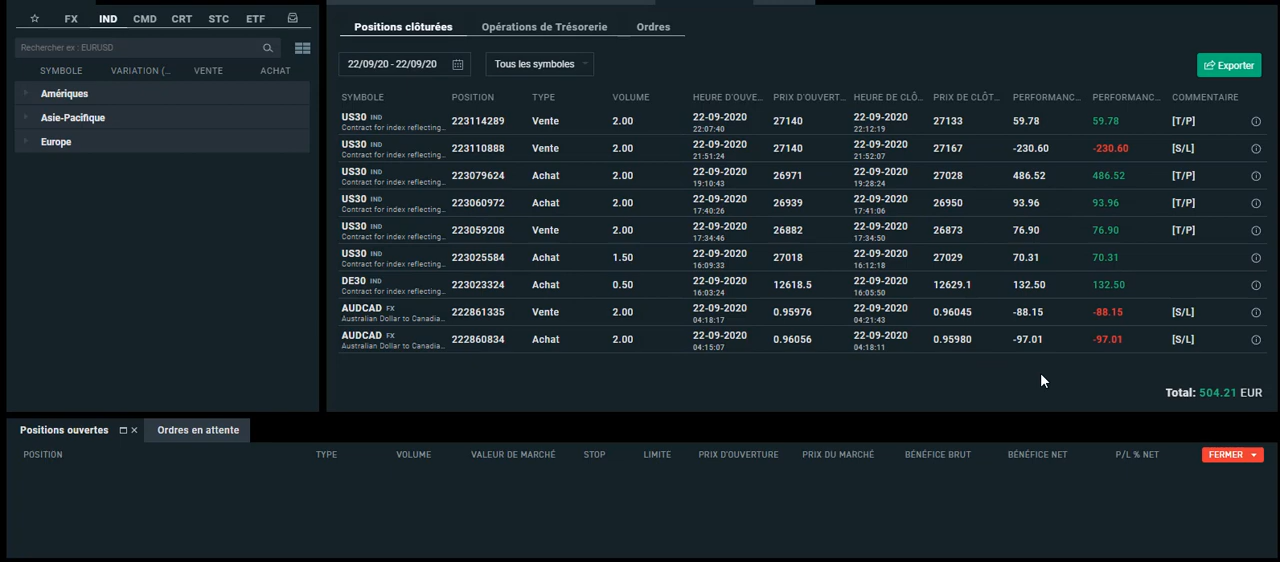 FX IND CMD CRT STC ETF
Rechercher ex : EURUSD
SYMBOLE VARIATION (... VENTE ACHAT
Amériques
Asie-Pacifique
Europe
Positions clôturées Opérations de Trésorerie Ordres
22/09/20 - 22/09/20 Tous les symboles Exporter
SYMBOLE POSITION TYPE VOLUME HEURE D'OUVE... PRIX D'OUVERT... HEURE DE CLÔ... PRIX DE CLÔT... PERFORMANC... PERFORMANC... COMMENTAIRE
US30 IND 223114289 Vente 2.00 22-09-2020 27140 22-09-2020 27133 59.78 59.78 [T/P]
Contract for index reflecting... 22:07:40 22:12:19
US30 IND 223110888 Vente 2.00 22-09-2020 27140 22-09-2020 27167 -230.60 -230.60 [S/L]
Contract for index reflecting... 21:51:24 21:52:07
US30 IND 223079624 Achat 2.00 22-09-2020 26971 22-09-2020 27028 486.52 486.52 [T/P]
Contract for index reflecting... 19:10:43 19:28:24
US30 IND 223060972 Achat 2.00 22-09-2020 26939 22-09-2020 26950 93.96 93.96 [T/P]
Contract for index reflecting... 17:40:26 17:41:06
US30 IND 223059208 Vente 2.00 22-09-2020 26882 22-09-2020 26873 76.90 76.90 [T/P]
Contract for index reflecting... 17:34:46 17:34:50
US30 IND 223025584 Achat 1.50 22-09-2020 27018 22-09-2020 27029 70.31 70.31
Contract for index reflecting... 16:09:33 16:12:18
DE30 IND 223023324 Achat 0.50 22-09-2020 12618.5 22-09-2020 12629.1 132.50 132.50
Contract for index reflecting... 16:03:24 16:05:50
AUDCAD FX 222861335 Vente 2.00 22-09-2020 0.95976 22-09-2020 0.96045 -88.15 -88.15 [S/L]
Australian Dollar to Canadia... 04:18:17 04:21:43
AUDCAD FX 222860834 Achat 2.00 22-09-2020 0.96056 22-09-2020 0.95980 -97.01 -97.01 [S/L]
Australian Dollar to Canadia... 04:15:07 04:18:11
Total: 504.21 EUR
Positions ouvertes Ordres en attente
POSITION TYPE VOLUME VALEUR DE MARCHÉ STOP LIMITE PRIX D'OUVERTURE PRIX DU MARCHÉ BÉNÉFICE BRUT BÉNÉFICE NET P/L % NET FERMER